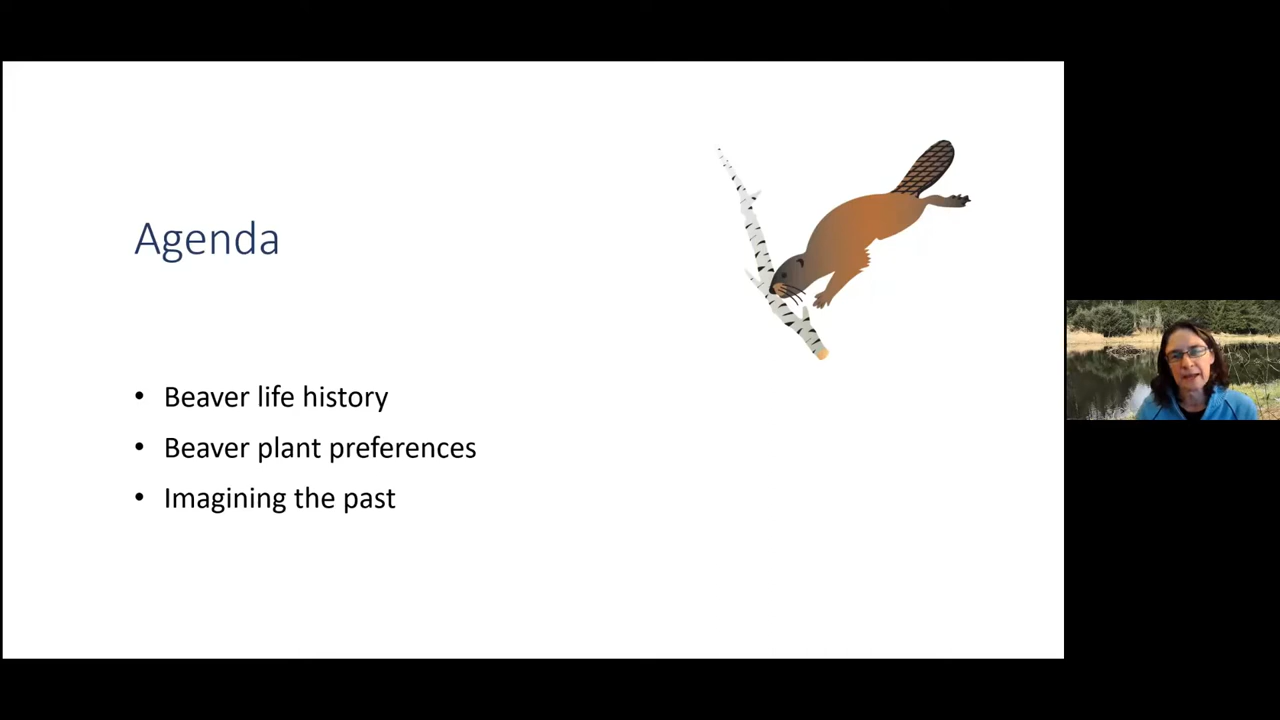 Agenda
• Beaver life history
• Beaver plant preferences
• Imagining the past